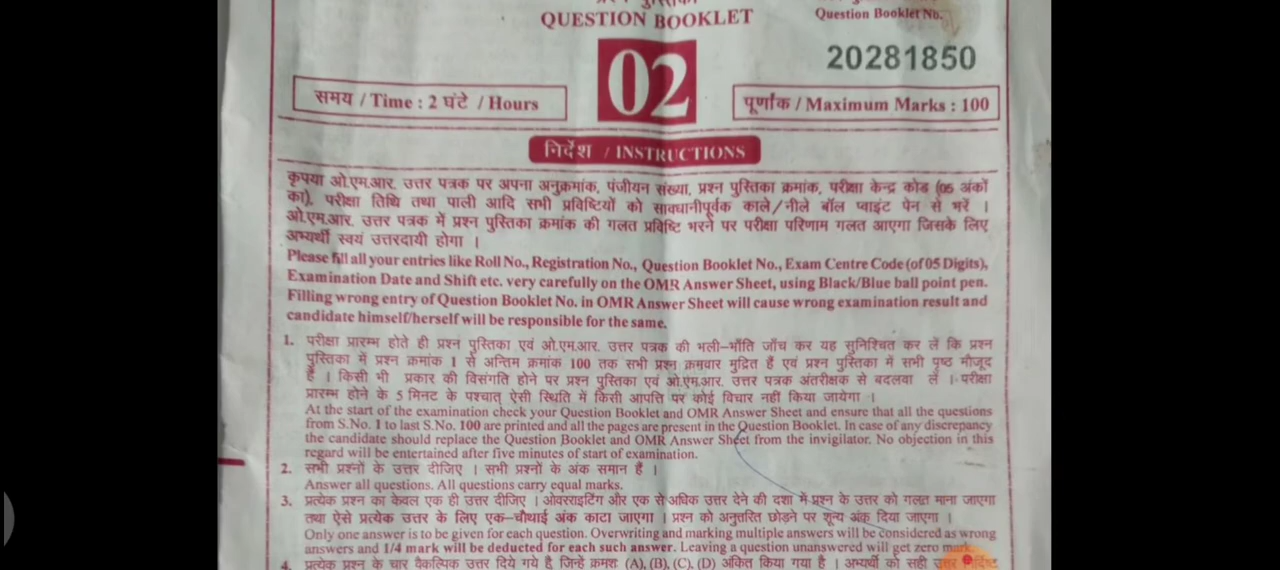 QUESTION BOOKLET
Question Booklet No.
20281850
02
समय / Time : 2 घंटे / Hours
पूर्णांक / Maximum Marks : 100
निर्देश / INSTRUCTIONS
कृपया ओ.एम.आर. उत्तर पत्रक पर अपना अनुक्रमांक, पंजीयन संख्या, प्रश्न पुस्तिका क्रमांक, परीक्षा केन्द्र कोड (05 अंकों
का), परीक्षा तिथि तथा पाली आदि सभी प्रविष्टियों को सावधानीपूर्वक काले/नीले बॉल प्वाइंट पेन से भरें ।
ओ.एम.आर. उत्तर पत्रक में प्रश्न पुस्तिका क्रमांक की गलत प्रविष्टि भरने पर परीक्षा परिणाम गलत आएगा जिसके लिए
अभ्यर्थी स्वयं उत्तरदायी होगा ।
Please fill all your entries like Roll No., Registration No., Question Booklet No., Exam Centre Code (of 05 Digits),
Examination Date and Shift etc. very carefully on the OMR Answer Sheet, using Black/Blue ball point pen.
Filling wrong entry of Question Booklet No. in OMR Answer Sheet will cause wrong examination result and
candidate himself/herself will be responsible for the same.
1. परीक्षा प्रारम्भ होते ही प्रश्न पुस्तिका एवं ओ.एम.आर. उत्तर पत्रक की भली-भाँति जाँच कर यह सुनिश्चित कर लें कि प्रश्न
पुस्तिका में प्रश्न क्रमांक 1 से अन्तिम क्रमांक 100 तक सभी प्रश्न क्रमवार मुद्रित हैं एवं प्रश्न पुस्तिका में सभी पृष्ठ मौजूद
हैं । किसी भी प्रकार की विसंगति होने पर प्रश्न पुस्तिका एवं ओ.एम.आर. उत्तर पत्रक अंतरीक्षक से बदलवा लें । परीक्षा
प्रारम्भ होने के 5 मिनट के पश्चात् ऐसी स्थिति में किसी आपत्ति पर कोई विचार नहीं किया जायेगा ।
At the start of the examination check your Question Booklet and OMR Answer Sheet and ensure that all the questions
from S.No. 1 to last S.No. 100 are printed and all the pages are present in the Question Booklet. In case of any discrepancy
the candidate should replace the Question Booklet and OMR Answer Sheet from the invigilator. No objection in this
regard will be entertained after five minutes of start of examination.
2. सभी प्रश्नों के उत्तर दीजिए । सभी प्रश्नों के अंक समान हैं ।
Answer all questions. All questions carry equal marks.
3. प्रत्येक प्रश्न का केवल एक ही उत्तर दीजिए । ओवरराइटिंग और एक से अधिक उत्तर देने की दशा में प्रश्न के उत्तर को गलत माना जाएगा
तथा ऐसे प्रत्येक उत्तर के लिए एक-चौथाई अंक काटा जाएगा । प्रश्न को अनुत्तरित छोड़ने पर शून्य अंक दिया जाएगा ।
Only one answer is to be given for each question. Overwriting and marking multiple answers will be considered as wrong
answers and 1/4 mark will be deducted for each such answer. Leaving a question unanswered will get zero mark.
4. प्रत्येक प्रश्न के चार वैकल्पिक उत्तर दिये गये है, जिन्हें क्रमशः (A), (B), (C), (D) अंकित किया गया है । अभ्यर्थी को सही उत्तर